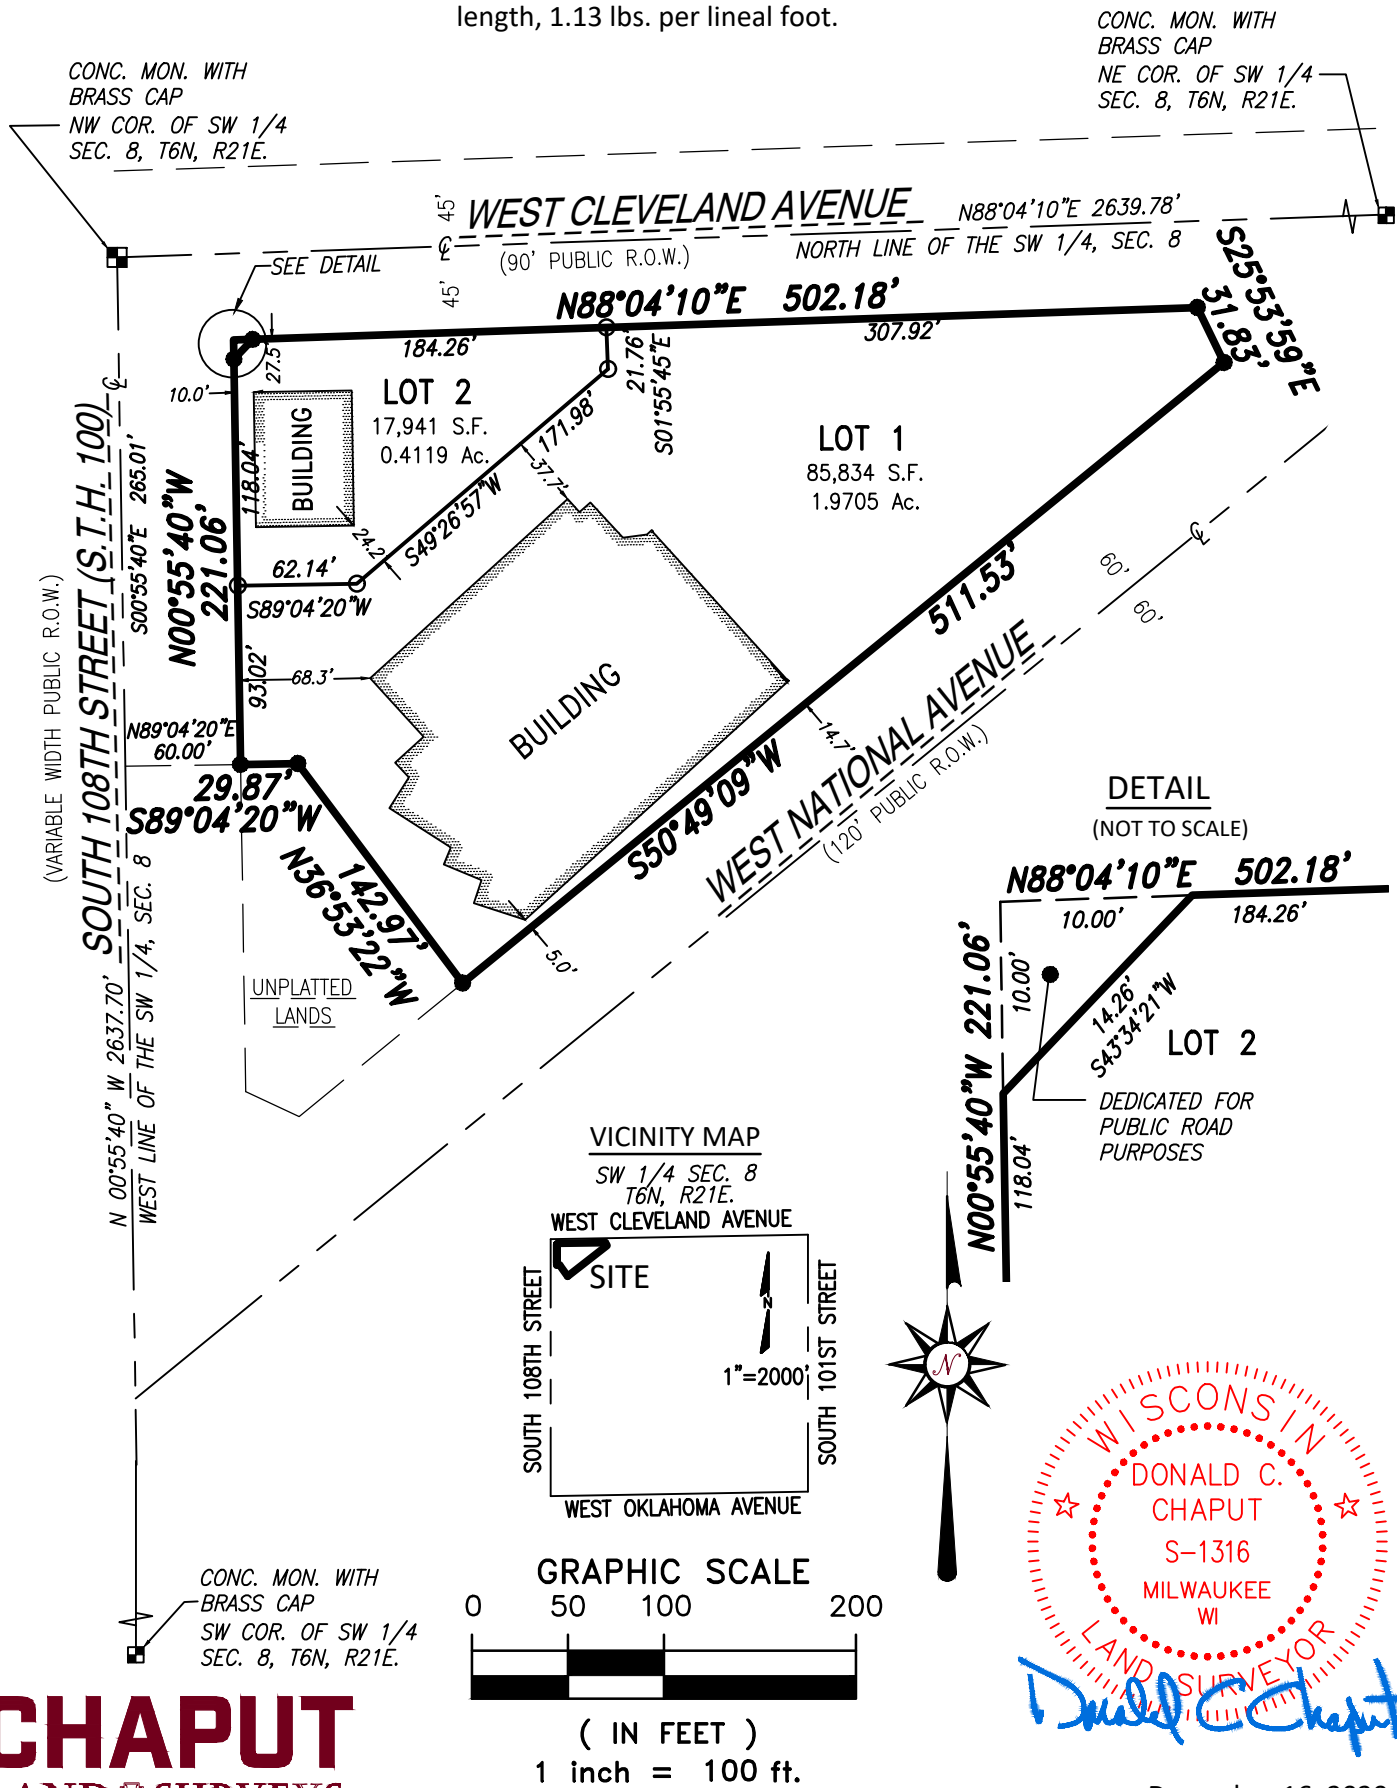 length, 1.13 lbs. per lineal foot.
CONC. MON. WITH
BRASS CAP
NW COR. OF SW 1/4
SEC. 8, T6N, R21E.
CONC. MON. WITH
BRASS CAP
NE COR. OF SW 1/4
SEC. 8, T6N, R21E.
45'
45'
WEST CLEVELAND AVENUE
(90' PUBLIC R.O.W.)
N88°04'10"E 2639.78'
NORTH LINE OF THE SW 1/4, SEC. 8
SEE DETAIL
N88°04'10"E 502.18'
184.26'
307.92'
S25°53'59"E
31.83'
27.5'
10.0'
21.76'
S01°55'45"E
LOT 2
17,941 S.F.
0.4119 Ac.
BUILDING
118.04'
24.2
171.98'
S49°26'57"W
37.7'
LOT 1
85,834 S.F.
1.9705 Ac.
62.14'
S89°04'20"W
N00°55'40"W
221.06'
93.02'
68.3'
S00°55'40"E 265.01'
SOUTH 108TH STREET (S.T.H. 100)
(VARIABLE WIDTH PUBLIC R.O.W.)
N89°04'20"E
60.00'
29.87'
S89°04'20"W
N36°53'22"W
142.97'
BUILDING
511.53'
S50°49'09"W
14.7'
5.0'
60'
60'
WEST NATIONAL AVENUE
(120' PUBLIC R.O.W.)
UNPLATTED
LANDS
N 00°55'40" W 2637.70'
WEST LINE OF THE SW 1/4, SEC. 8
DETAIL
(NOT TO SCALE)
N88°04'10"E 502.18'
10.00'
184.26'
N00°55'40"W 221.06'
10.00'
14.26'
S43°34'21"W
LOT 2
118.04'
DEDICATED FOR
PUBLIC ROAD
PURPOSES
VICINITY MAP
SW 1/4 SEC. 8
T6N, R21E.
WEST CLEVELAND AVENUE
SITE
SOUTH 108TH STREET
SOUTH 101ST STREET
N
1"=2000'
WEST OKLAHOMA AVENUE
N
WISCONSIN
DONALD C.
CHAPUT
S-1316
MILWAUKEE
WI
LAND SURVEYOR
Donald C Chaput
CONC. MON. WITH
BRASS CAP
SW COR. OF SW 1/4
SEC. 8, T6N, R21E.
GRAPHIC SCALE
0 50 100 200
( IN FEET )
1 inch = 100 ft.
CHAPUT